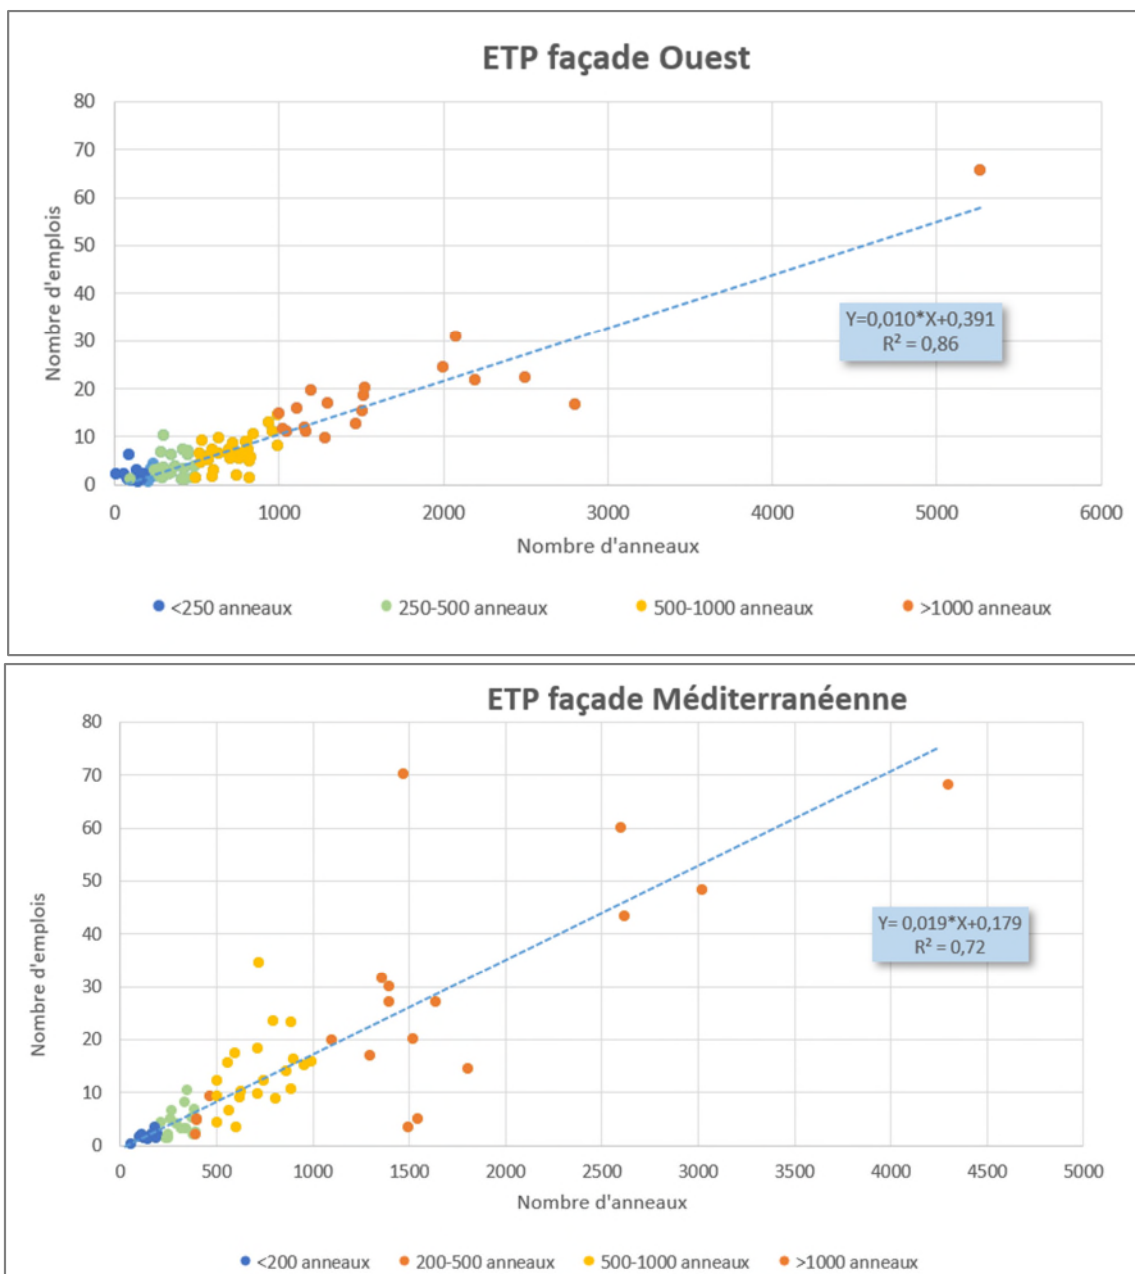 ETP façade Ouest
80
70
60
50
40
30
20
10
0
Nombre d'emplois
Y=0,010*X+0,391
R² = 0,86
0 1000 2000 3000 4000 5000 6000
Nombre d'anneaux
<250 anneaux 250-500 anneaux 500-1000 anneaux >1000 anneaux
ETP façade Méditerranéenne
80
70
60
50
40
30
20
10
0
Nombre d'emplois
Y= 0,019*X+0,179
R² = 0,72
0 500 1000 1500 2000 2500 3000 3500 4000 4500 5000
Nombre d'anneaux
<200 anneaux 200-500 anneaux 500-1000 anneaux >1000 anneaux